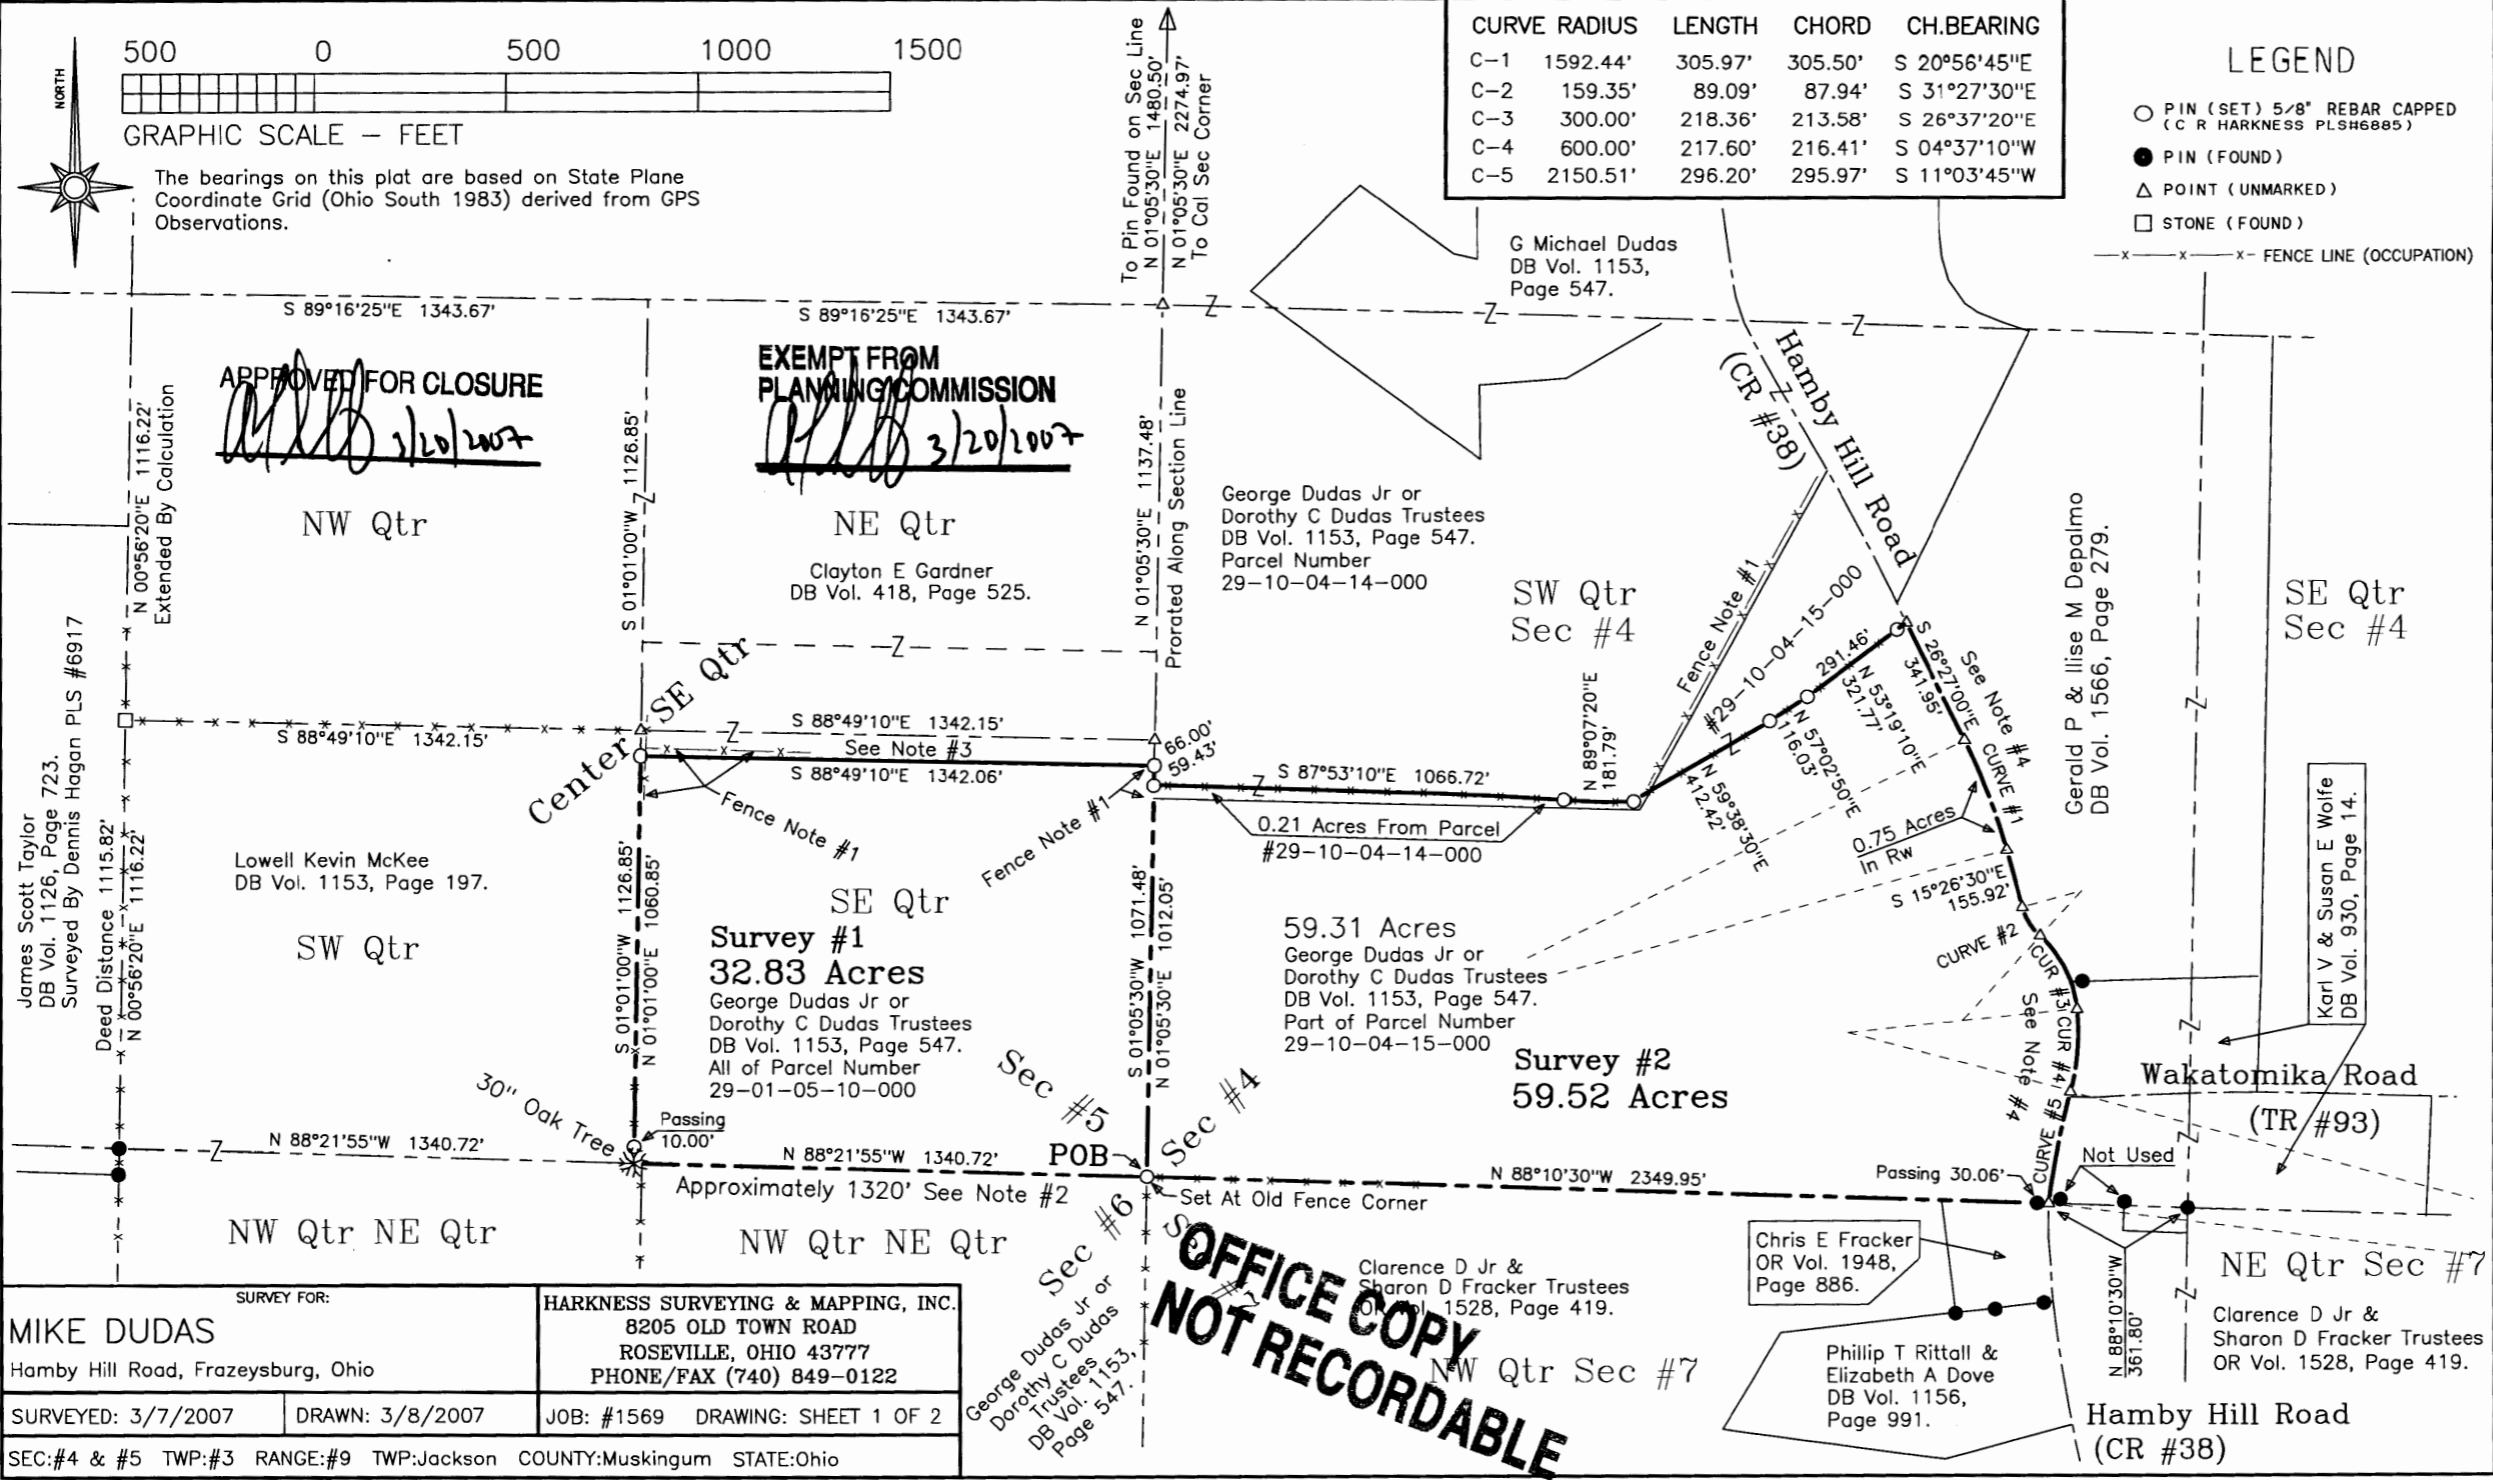 500 0 500 1000 1500
GRAPHIC SCALE – FEET
NORTH
The bearings on this plat are based on State Plane
Coordinate Grid (Ohio South 1983) derived from GPS
Observations.
To Pin Found on Sec Line
N 01°05'30"E 1480.50'
N 01°05'30"E 2274.97'
To Cal Sec Corner
CURVE RADIUS LENGTH CHORD CH.BEARING
C-1 1592.44' 305.97' 305.50' S 20°56'45"E
C-2 159.35' 89.09' 87.94' S 31°27'30"E
C-3 300.00' 218.36' 213.58' S 26°37'20"E
C-4 600.00' 217.60' 216.41' S 04°37'10"W
C-5 2150.51' 296.20' 295.97' S 11°03'45"W
LEGEND
PIN (SET) 5/8" REBAR CAPPED
(C R HARKNESS PLS#6885)
PIN (FOUND)
POINT (UNMARKED)
STONE (FOUND)
FENCE LINE (OCCUPATION)
G Michael Dudas
DB Vol. 1153,
Page 547.
S 89°16'25"E 1343.67'
S 89°16'25"E 1343.67'
APPROVED FOR CLOSURE
3/20/2007
EXEMPT FROM
PLANNING COMMISSION
3/20/2007
N 00°56'20"E 1116.22'
Extended By Calculation
S 01°01'00"W 1126.85'
N 01°05'30"E 1137.48'
Prorated Along Section Line
NW Qtr
NE Qtr
Clayton E Gardner
DB Vol. 418, Page 525.
George Dudas Jr or
Dorothy C Dudas Trustees
DB Vol. 1153, Page 547.
Parcel Number
29-10-04-14-000
SW Qtr
Sec #4
Hamby Hill Road
(CR #38)
Fence Note #1
#29-10-04-15-000
Gerald P & Ilise M Depalmo
DB Vol. 1566, Page 279.
SE Qtr
Sec #4
James Scott Taylor
DB Vol. 1126, Page 723.
Surveyed By Dennis Hagan PLS #6917
Deed Distance 1115.82'
N 00°56'20"E 1116.22'
S 88°49'10"E 1342.15'
Center SE Qtr
S 88°49'10"E 1342.15'
See Note #3
S 88°49'10"E 1342.06'
66.00'
59.43'
Fence Note #1
Fence Note #1
S 87°53'10"E 1066.72'
N 89°07'20"E
181.79'
N 59°38'30"E
412.42'
N 57°02'50"E
116.03'
291.46'
N 53°19'10"E
321.77'
S 26°27'00"E
341.95'
See Note #4
CURVE #1
0.21 Acres From Parcel
#29-10-04-14-000
0.75 Acres
In Rw
S 15°26'30"E
155.92'
CURVE #2
CUR #3
CUR #4
CURVE #5
See Note #4
Karl V & Susan E Wolfe
DB Vol. 930, Page 14.
Lowell Kevin McKee
DB Vol. 1153, Page 197.
SW Qtr
S 01°01'00"W 1126.85'
N 01°01'00"E 1060.85'
SE Qtr
Survey #1
32.83 Acres
George Dudas Jr or
Dorothy C Dudas Trustees
DB Vol. 1153, Page 547.
All of Parcel Number
29-01-05-10-000
S 01°05'30"W 1071.48'
N 01°05'30"E 1012.05'
59.31 Acres
George Dudas Jr or
Dorothy C Dudas Trustees
DB Vol. 1153, Page 547.
Part of Parcel Number
29-10-04-15-000
Survey #2
59.52 Acres
Wakatomika Road
(TR #93)
Sec #5
Sec #4
Sec #6
30" Oak Tree
Passing
10.00'
N 88°21'55"W 1340.72'
N 88°21'55"W 1340.72'
POB
Approximately 1320' See Note #2
Set At Old Fence Corner
N 88°10'30"W 2349.95'
Passing 30.06'
Not Used
NW Qtr NE Qtr
NW Qtr NE Qtr
OFFICE COPY
NOT RECORDABLE
Clarence D Jr &
Sharon D Fracker Trustees
OR Vol. 1528, Page 419.
NW Qtr Sec #7
Chris E Fracker
OR Vol. 1948,
Page 886.
Phillip T Rittall &
Elizabeth A Dove
DB Vol. 1156,
Page 991.
N 88°10'30"W
361.80'
NE Qtr Sec #7
Clarence D Jr &
Sharon D Fracker Trustees
OR Vol. 1528, Page 419.
Hamby Hill Road
(CR #38)
George Dudas Jr or
Dorothy C Dudas
Trustees
DB Vol. 1153,
Page 547.
SURVEY FOR:
MIKE DUDAS
Hamby Hill Road, Frazeysburg, Ohio
HARKNESS SURVEYING & MAPPING, INC.
8205 OLD TOWN ROAD
ROSEVILLE, OHIO 43777
PHONE/FAX (740) 849-0122
SURVEYED: 3/7/2007 DRAWN: 3/8/2007 JOB: #1569 DRAWING: SHEET 1 OF 2
SEC:#4 & #5 TWP:#3 RANGE:#9 TWP:Jackson COUNTY:Muskingum STATE:Ohio